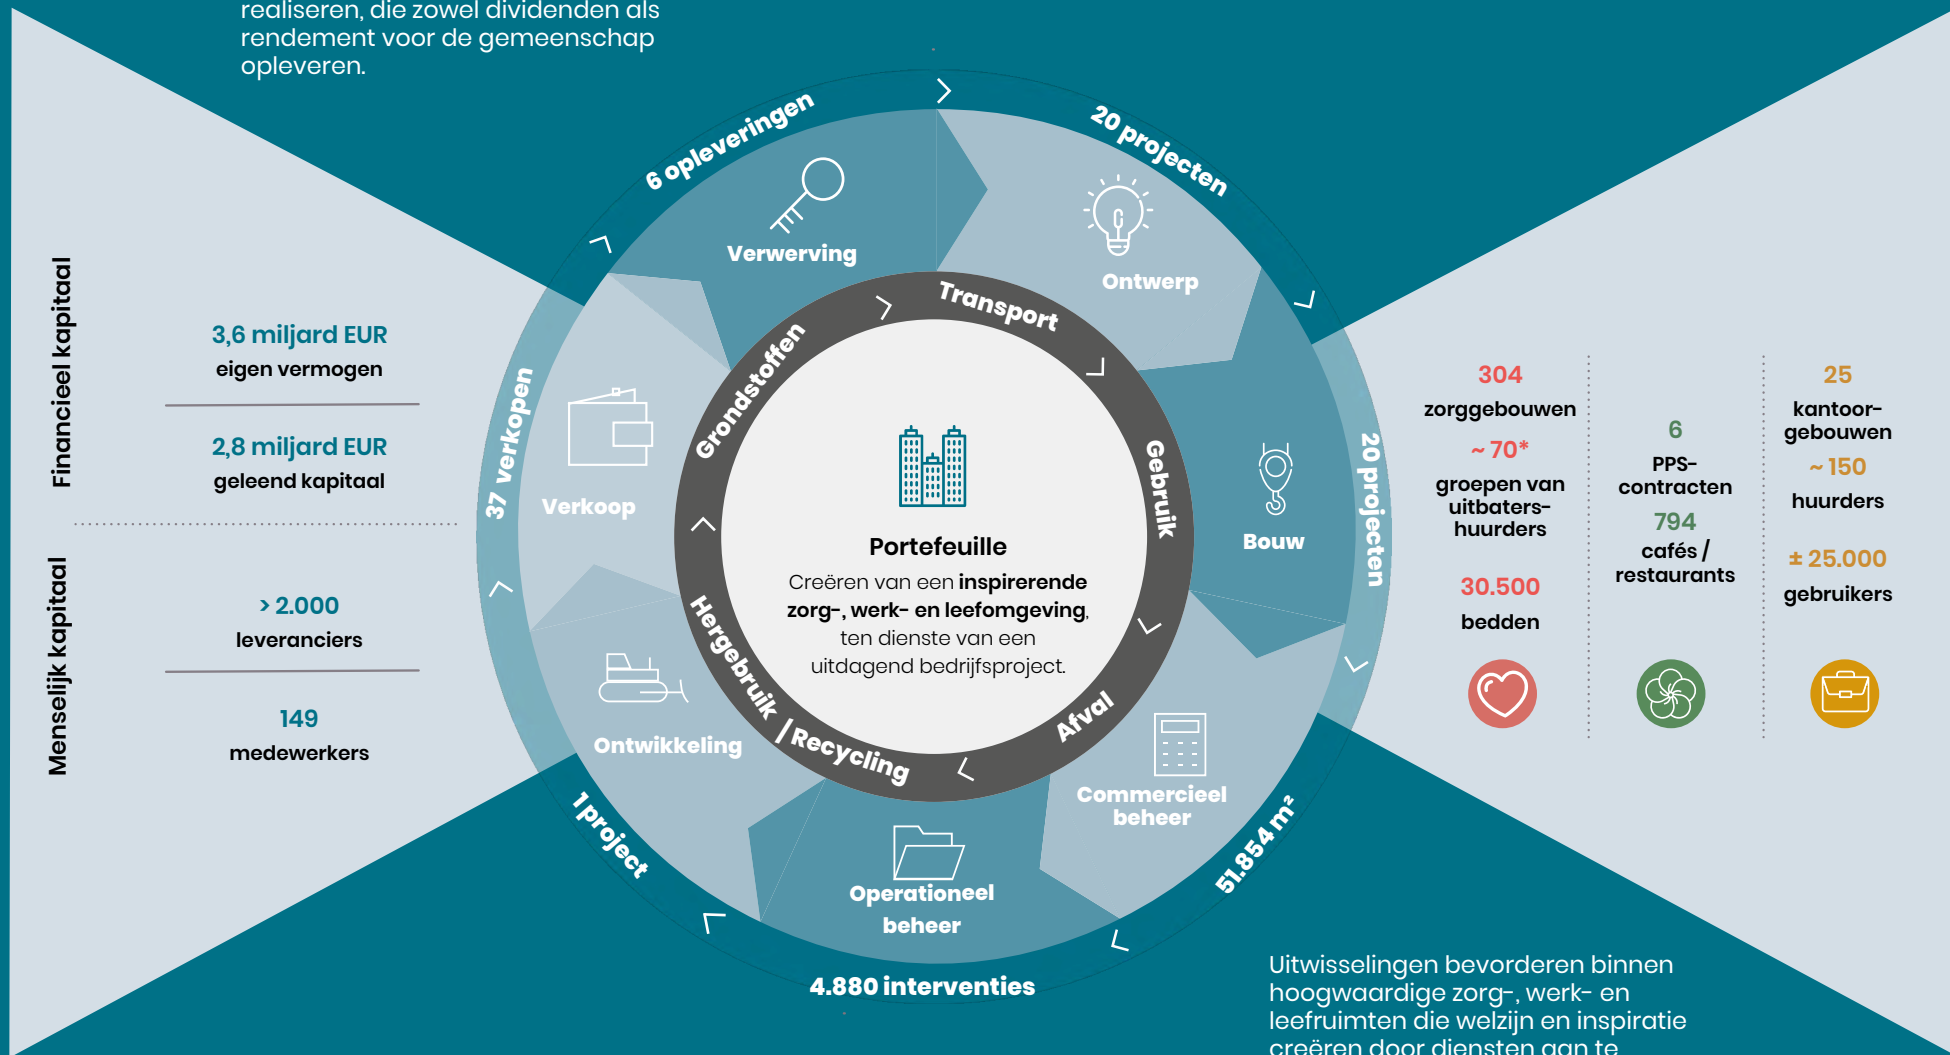 realiseren, die zowel dividenden als
rendement voor de gemeenschap
opleveren.
Financieel kapitaal
3,6 miljard EUR
eigen vermogen
2,8 miljard EUR
geleend kapitaal
Menselijk kapitaal
> 2.000
leveranciers
149
medewerkers
6 opleveringen
20 projecten
20 projecten
51.854 m²
4.880 interventies
1 project
37 verkopen
Verwerving
Ontwerp
Bouw
Commercieel
beheer
Operationeel
beheer
Ontwikkeling
Verkoop
Grondstoffen
Transport
Gebruik
Afval
Hergebruik | Recycling
Portefeuille
Creëren van een inspirerende
zorg-, werk- en leefomgeving,
ten dienste van een
uitdagend bedrijfsproject.
304
zorggebouwen
~ 70*
groepen van
uitbaters-
huurders
30.500
bedden
6
PPS-
contracten
794
cafés /
restaurants
25
kantoor-
gebouwen
~ 150
huurders
± 25.000
gebruikers
Uitwisselingen bevorderen binnen
hoogwaardige zorg-, werk- en
leefruimten die welzijn en inspiratie
creëren door diensten aan te